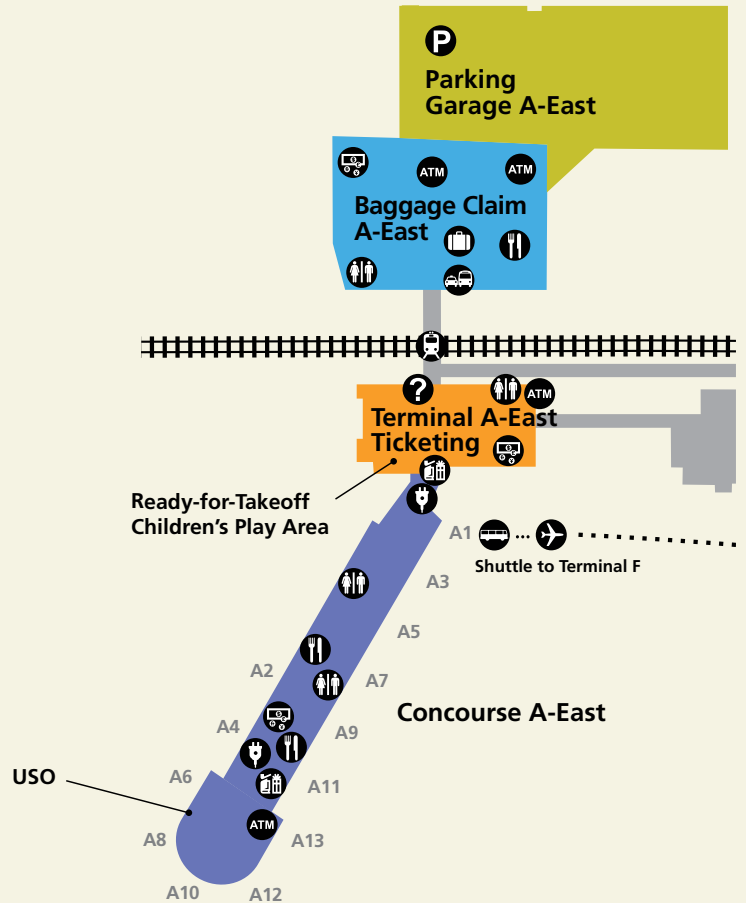 P
Parking
Garage A-East
ATM
ATM
Baggage Claim
A-East
?
ATM
Terminal A-East
Ticketing
Ready-for-Takeoff
Children's Play Area
A1
...
Shuttle to Terminal F
A3
A5
A2
A7
Concourse A-East
A4
A9
A6
A11
USO
ATM
A8
A13
A10
A12